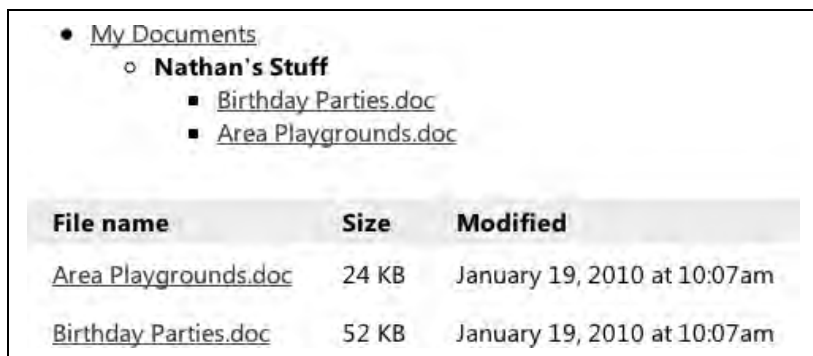 My Documents
Nathan's Stuff
Birthday Parties.doc
Area Playgrounds.doc
File name Size Modified
Area Playgrounds.doc 24 KB January 19, 2010 at 10:07am
Birthday Parties.doc 52 KB January 19, 2010 at 10:07am